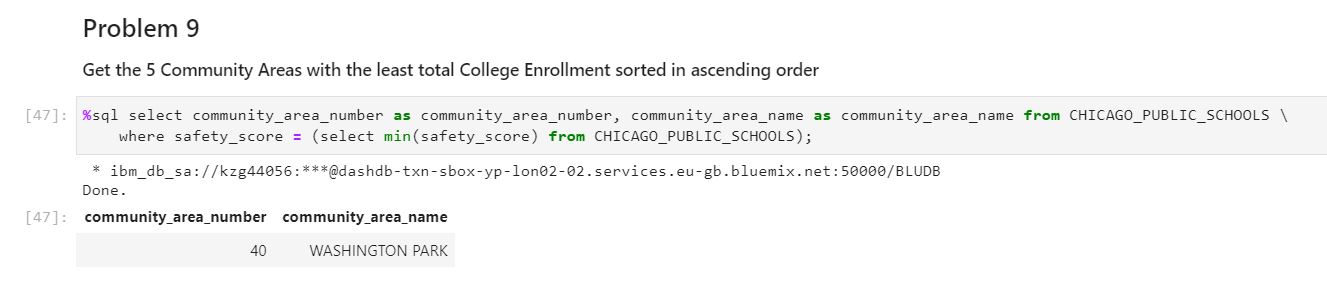 Problem 9
Get the 5 Community Areas with the least total College Enrollment sorted in ascending order
[47]: %sql select community_area_number as community_area_number, community_area_name as community_area_name from CHICAGO_PUBLIC_SCHOOLS \
where safety_score = (select min(safety_score) from CHICAGO_PUBLIC_SCHOOLS);
* ibm_db_sa://kzg44056:***@dashdb-txn-sbox-yp-lon02-02.services.eu-gb.bluemix.net:50000/BLUDB
Done.
[47]: community_area_number community_area_name
40 WASHINGTON PARK